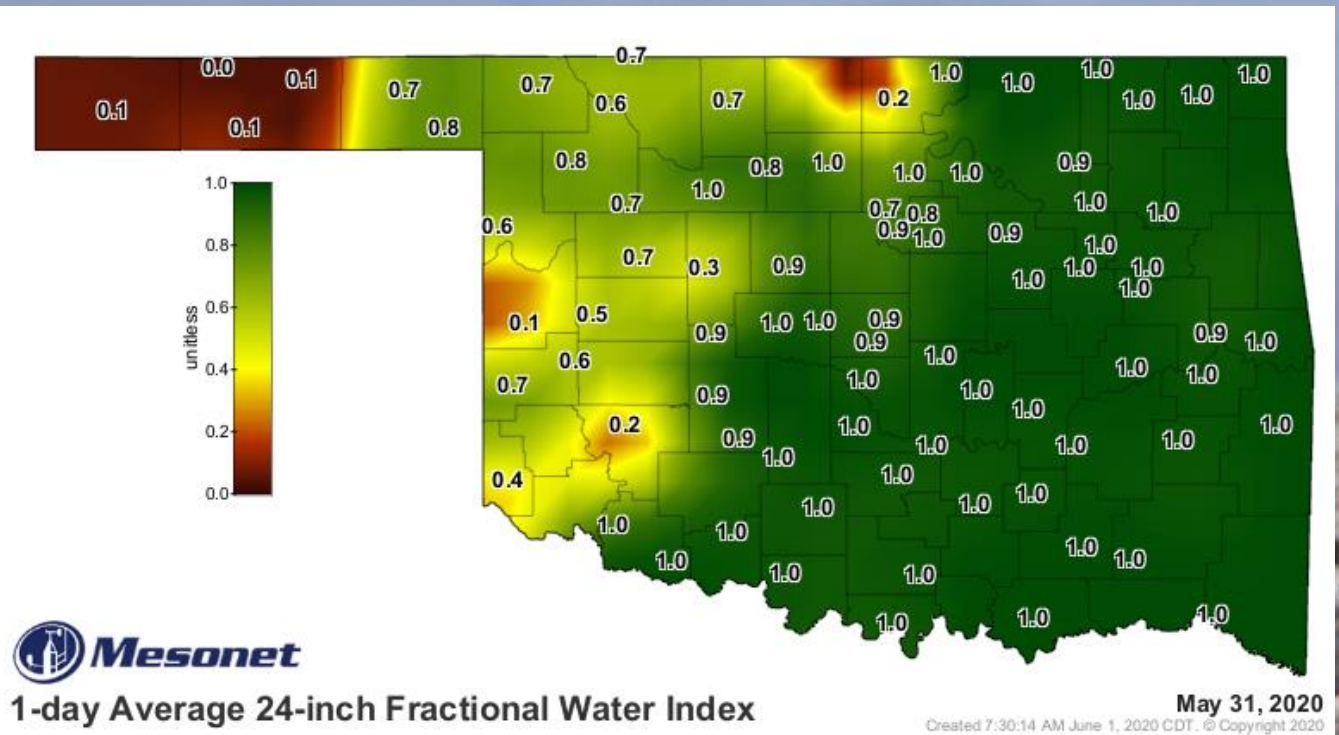 0.7
0.0 0.1 0.7 0.7 0.6 0.7 0.2 1.0 1.0 1.0 1.0 1.0 1.0
0.1 0.1 0.8
0.8 0.8 1.0 1.0 1.0 0.9
1.0 0.7 1.0 1.0
0.7 0.8
0.6 0.9 1.0 0.9 1.0
0.7 0.3 0.9 1.0 1.0 1.0
1.0
0.1 0.5 0.9 1.0 1.0 0.9 0.9 1.0
0.9
0.6 1.0 1.0 1.0
0.7 0.9 1.0 1.0
1.0
0.2 0.9 1.0 1.0 1.0 1.0 1.0
1.0
0.4 1.0 1.0 1.0
1.0
1.0 1.0 1.0 1.0
1.0 1.0 1.0
1.0 1.0 1.0
1.0
0.8
0.6
0.4
0.2
0.0
unitless
Mesonet
1-day Average 24-inch Fractional Water Index
May 31, 2020
Created 7:30:14 AM June 1, 2020 CDT. © Copyright 2020